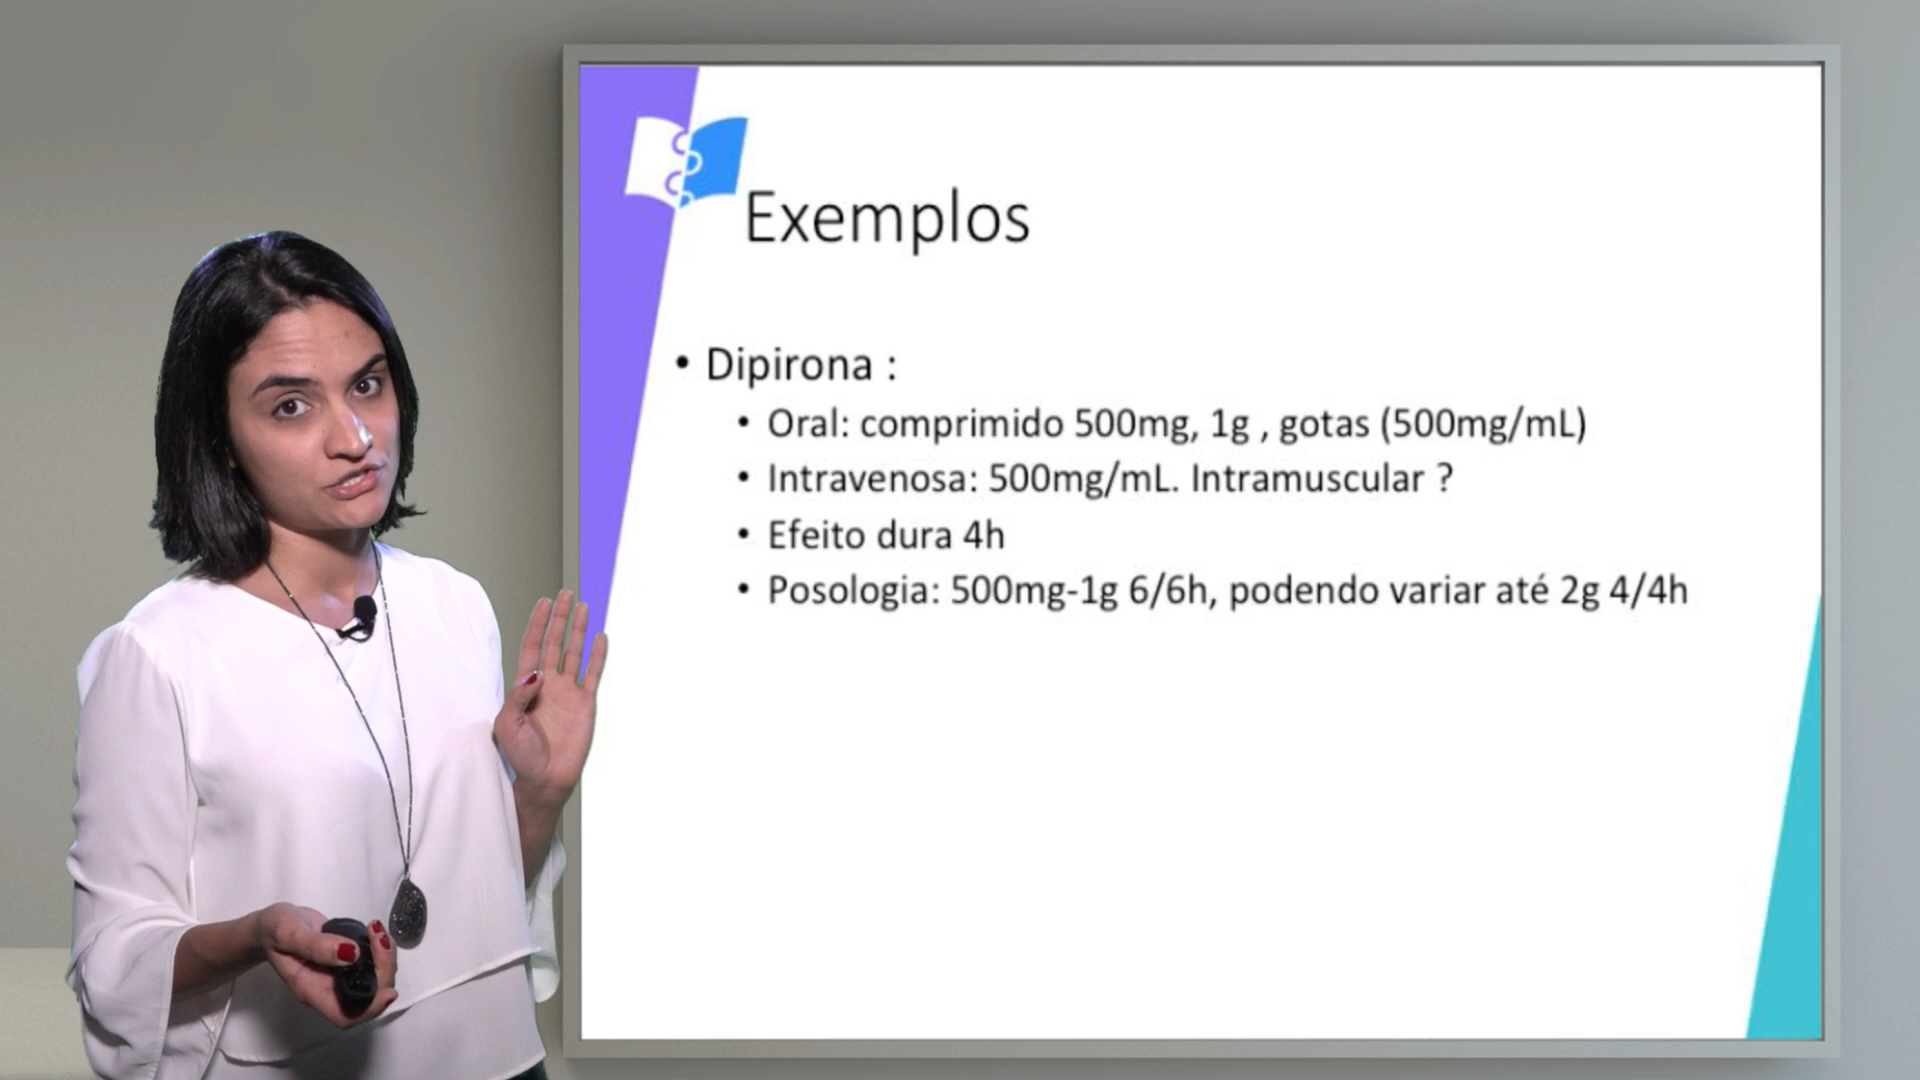 Exemplos
• Dipirona :
• Oral: comprimido 500mg, 1g , gotas (500mg/mL)
• Intravenosa: 500mg/mL. Intramuscular ?
• Efeito dura 4h
• Posologia: 500mg-1g 6/6h, podendo variar até 2g 4/4h